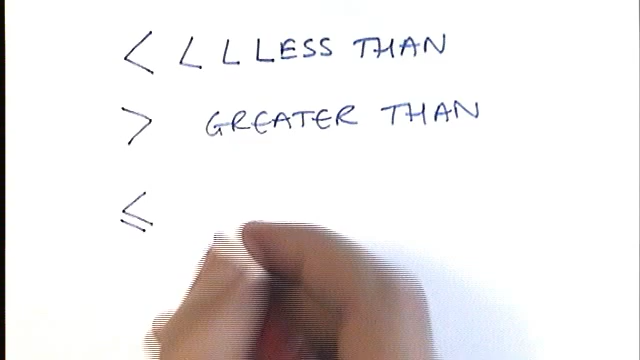 < L L LESS THAN
> GREATER THAN
≤